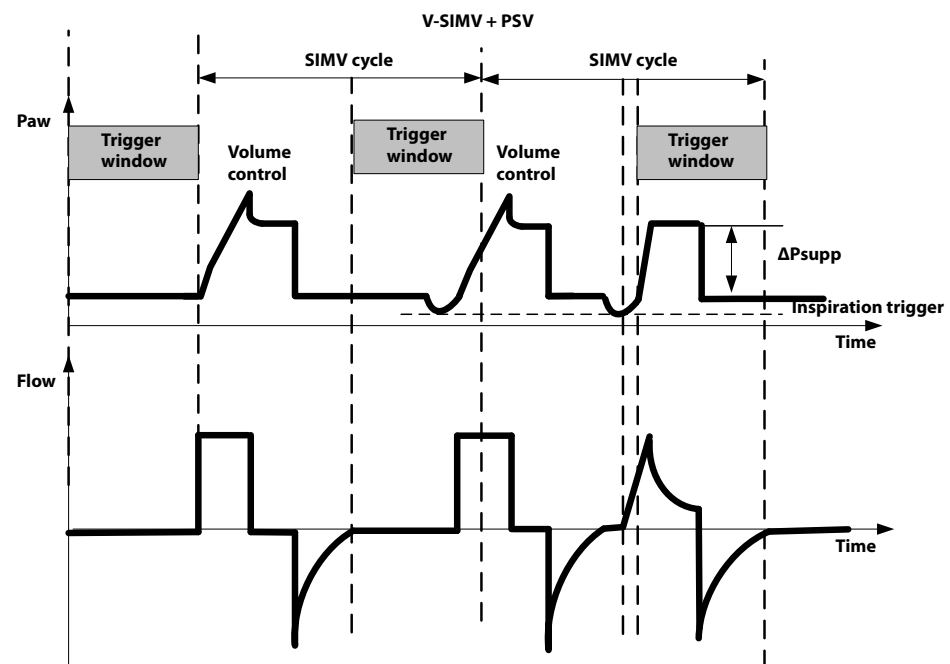 V-SIMV + PSV
SIMV cycle
SIMV cycle
Paw
Trigger
window
Volume
control
Trigger
window
Volume
control
Trigger
window
ΔPsupp
Inspiration trigger
Time
Flow
Time